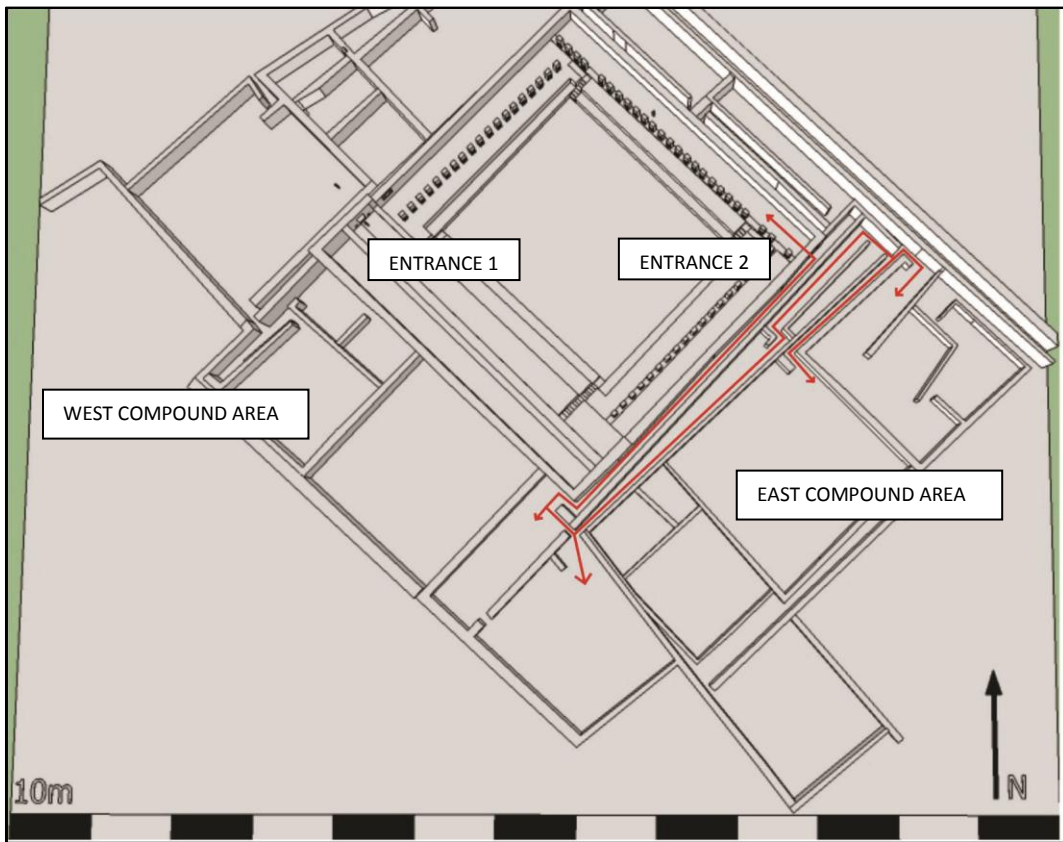 ENTRANCE 1
ENTRANCE 2
WEST COMPOUND AREA
EAST COMPOUND AREA
10m
N